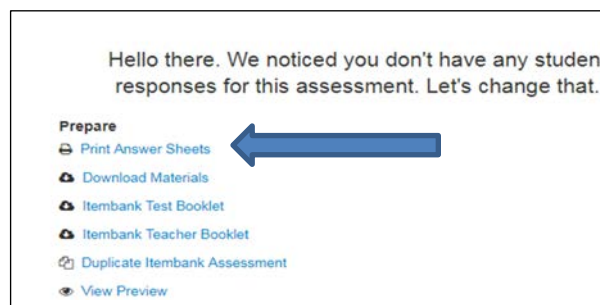 Hello there. We noticed you don't have any studen
responses for this assessment. Let's change that.
Prepare
Print Answer Sheets
Download Materials
Itembank Test Booklet
Itembank Teacher Booklet
Duplicate Itembank Assessment
View Preview